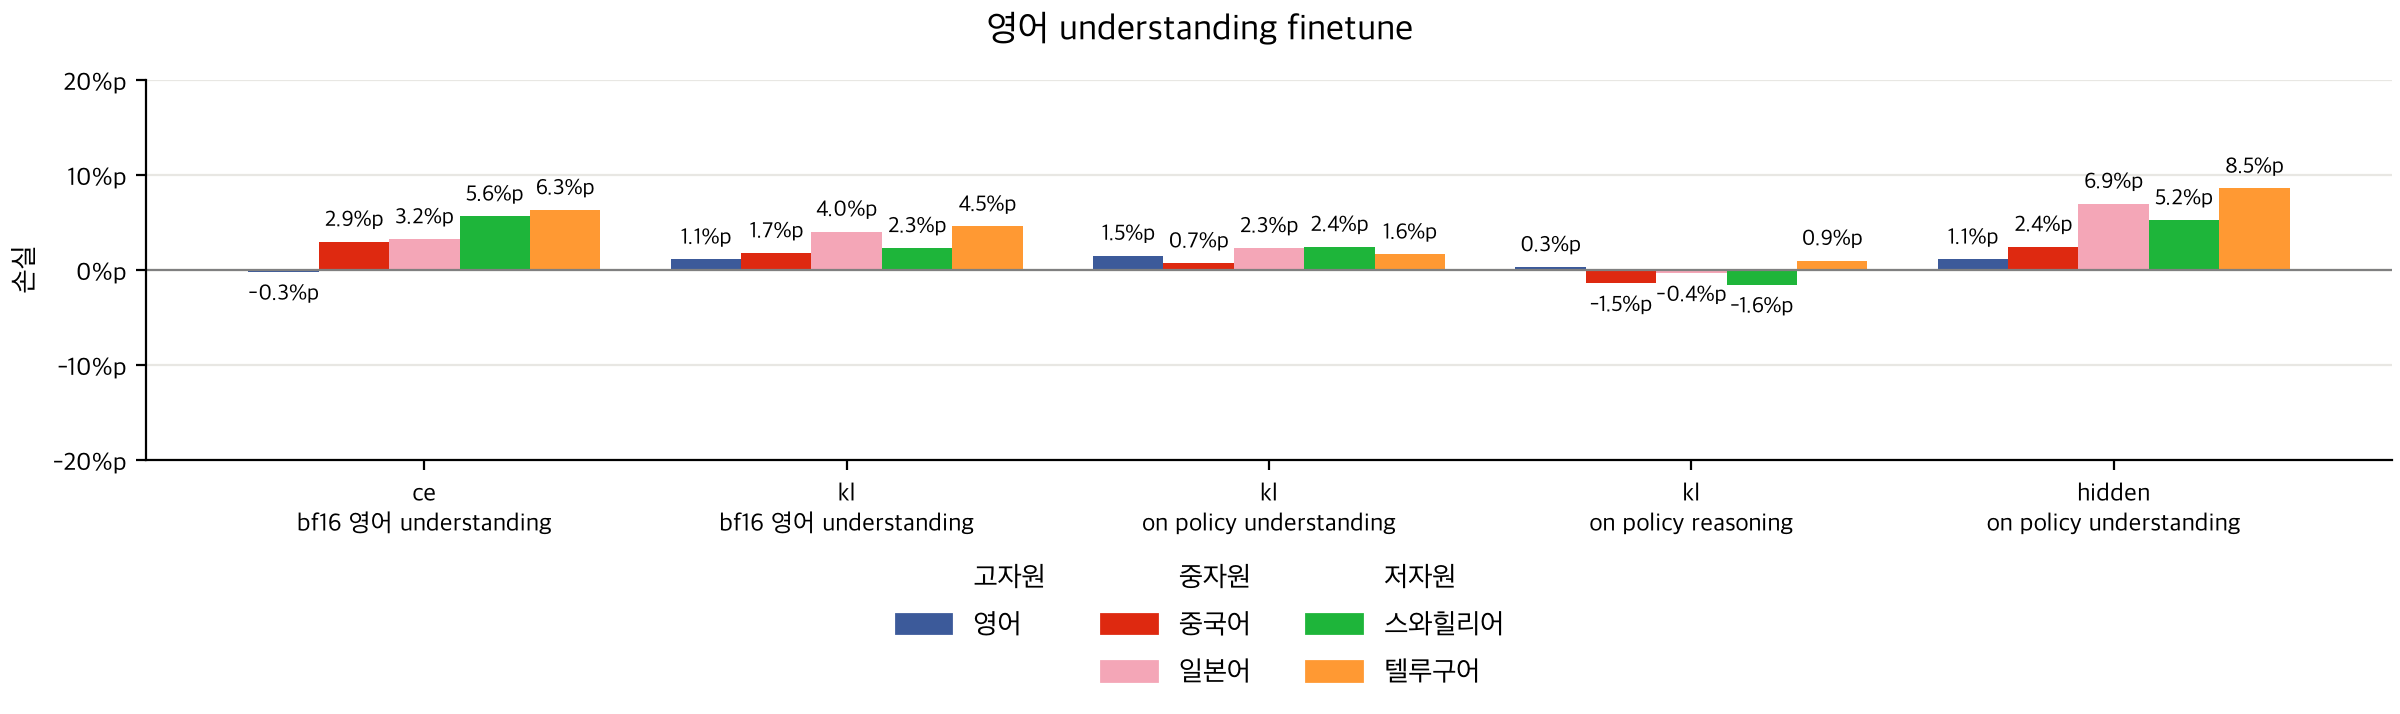 영어 understanding finetune
손실
20%p
10%p
0%p
-10%p
-20%p
-0.3%p 2.9%p 3.2%p 5.6%p 6.3%p
1.1%p 1.7%p 4.0%p 2.3%p 4.5%p
1.5%p 0.7%p 2.3%p 2.4%p 1.6%p
0.3%p -1.5%p -0.4%p -1.6%p 0.9%p
1.1%p 2.4%p 6.9%p 5.2%p 8.5%p
ce
bf16 영어 understanding
kl
bf16 영어 understanding
kl
on policy understanding
kl
on policy reasoning
hidden
on policy understanding
고자원 중자원 저자원
영어 중국어 스와힐리어
일본어 텔루구어